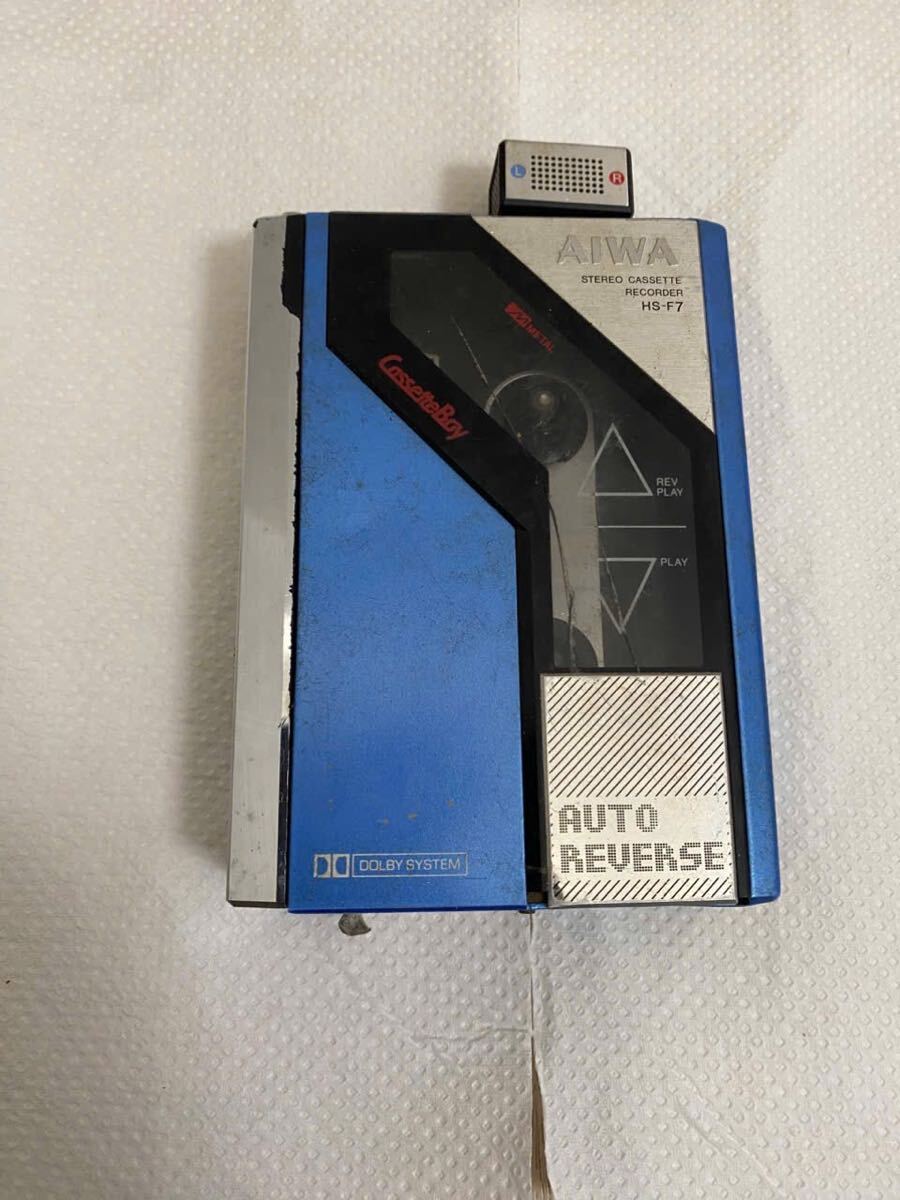 L R
AIWA
STEREO CASSETTE
RECORDER
HS-F7
METAL
CassetteBoy
REV
PLAY
PLAY
AUTO
REVERSE
DOLBY SYSTEM